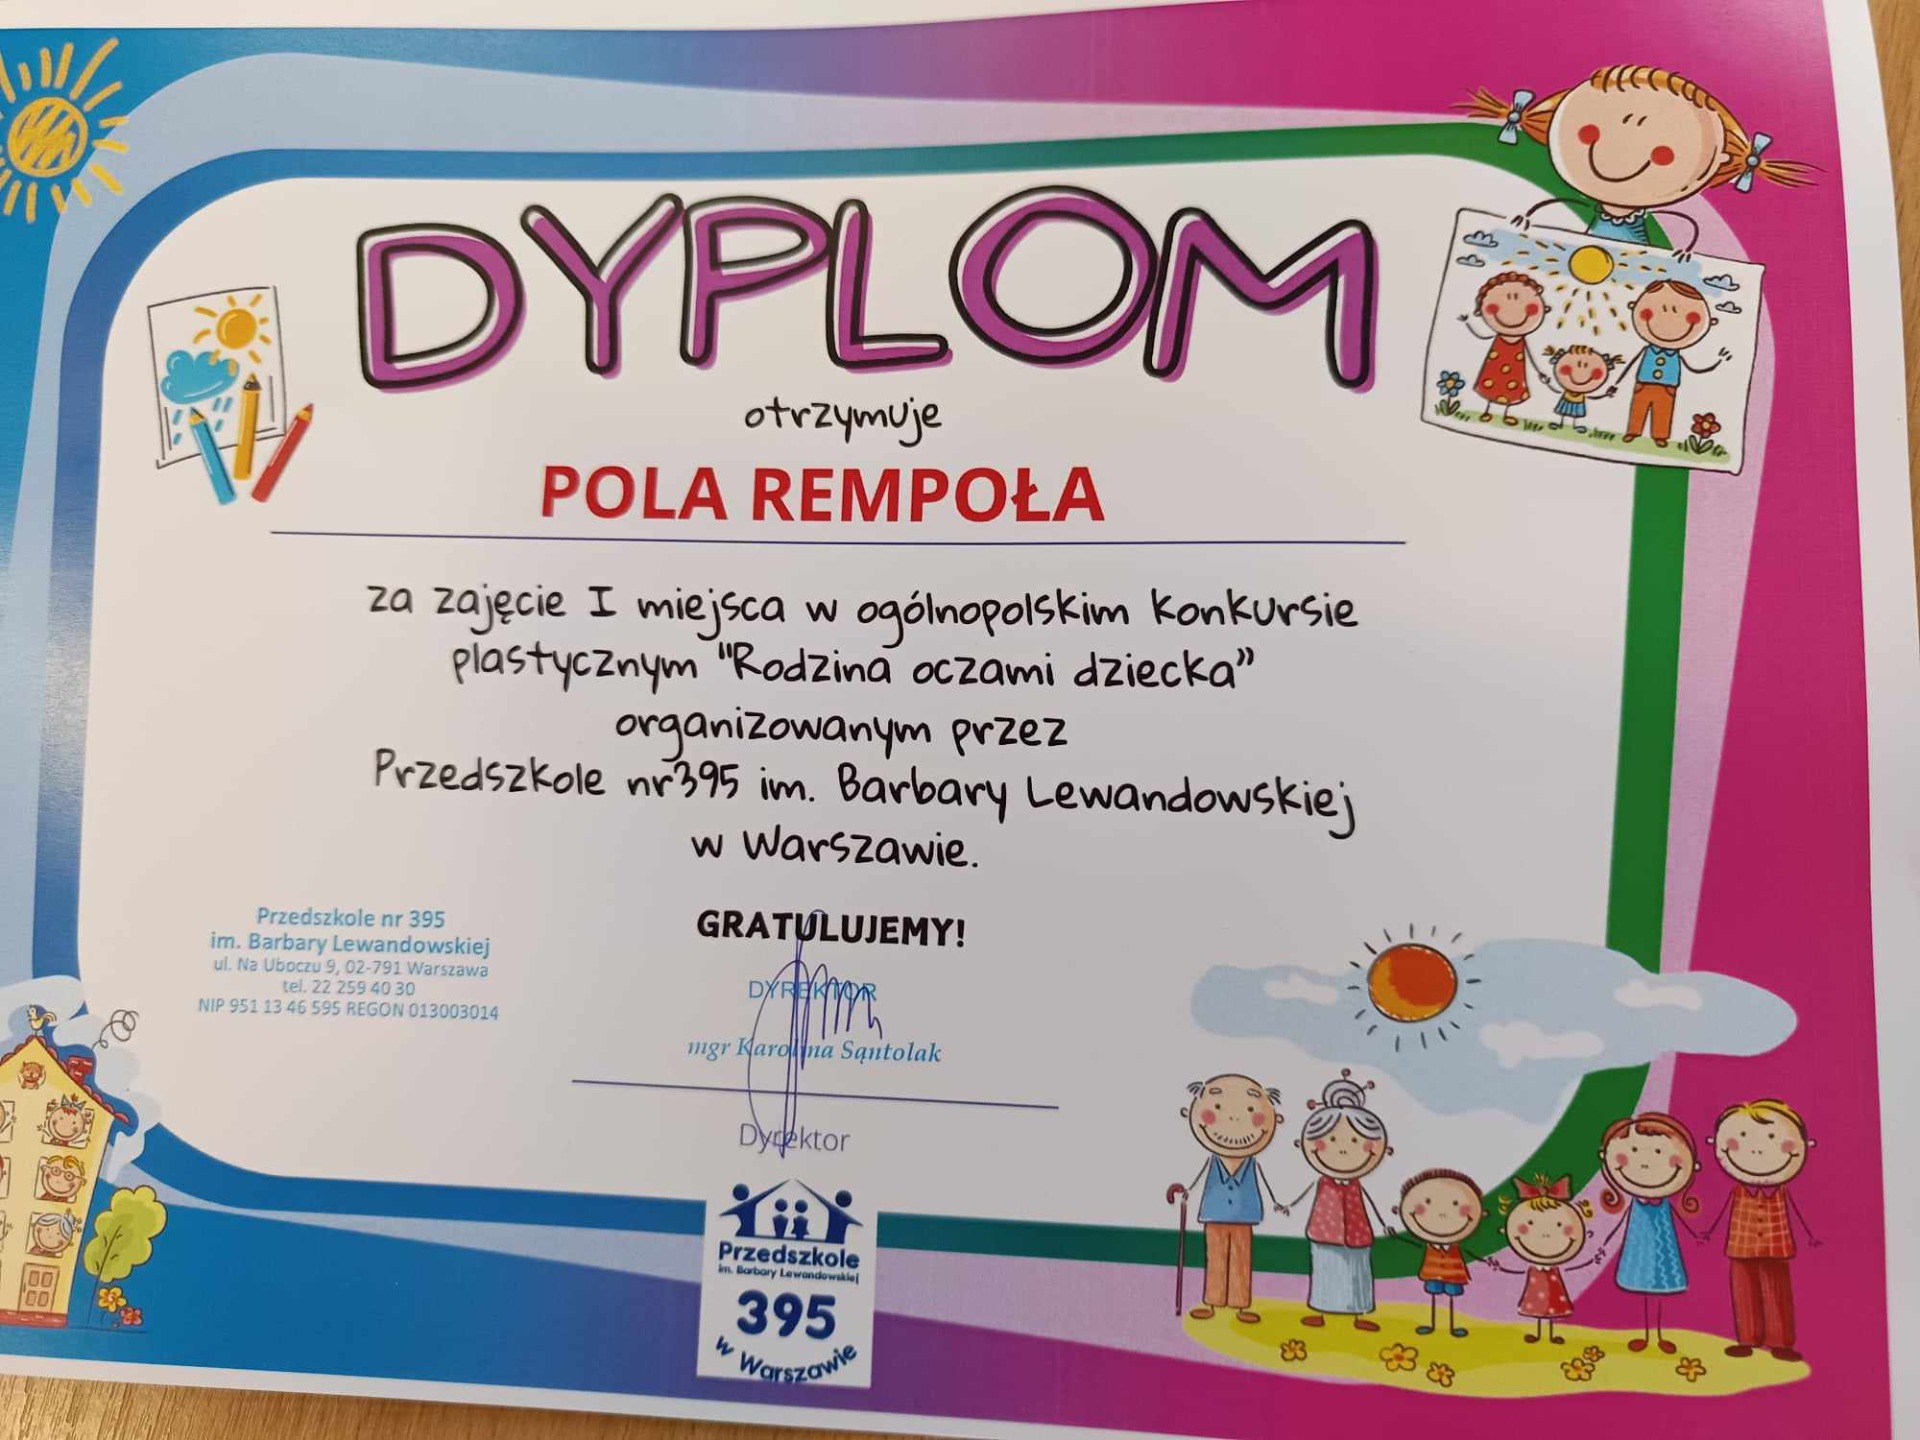 DYPLOM
otrzymuje
POLA REMPOŁA
za zajęcie I miejsca w ogólnopolskim konkursie
plastycznym "Rodzina oczami dziecka"
organizowanym przez
Przedszkole nr395 im. Barbary Lewandowskiej
w Warszawie.
GRATULUJEMY!
Przedszkole nr 395
im. Barbary Lewandowskiej
ul. Na Uboczu 9, 02-791 Warszawa
tel. 22 259 40 30
NIP 951 13 46 595 REGON 013003014
DYREKTOR
mgr Karolina Sątolak
Dyrektor
Przedszkole
im. Barbary Lewandowskiej
395
w Warszawie